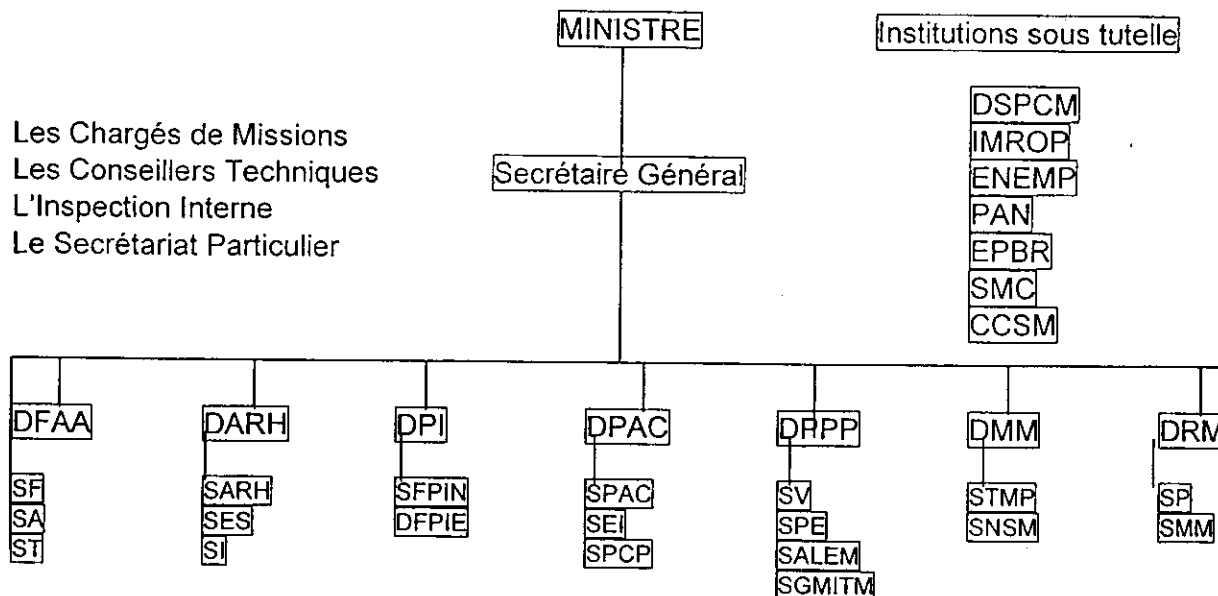 MINISTRE
Institutions sous tutelle
DSPCM
IMROP
ENEMP
PAN
EPBR
SMC
CCSM
Les Chargés de Missions
Les Conseillers Techniques
L'Inspection Interne
Le Secrétariat Particulier
Secrétaire Général
DFAA
SF
SA
ST
DARH
SARH
SES
SI
DPI
SFPIN
DFPIE
DPAC
SPAC
SEI
SPCP
DPPP
SV
SPE
SALEM
SGMITM
DMM
STMP
SNSM
DRM
SP
SMM